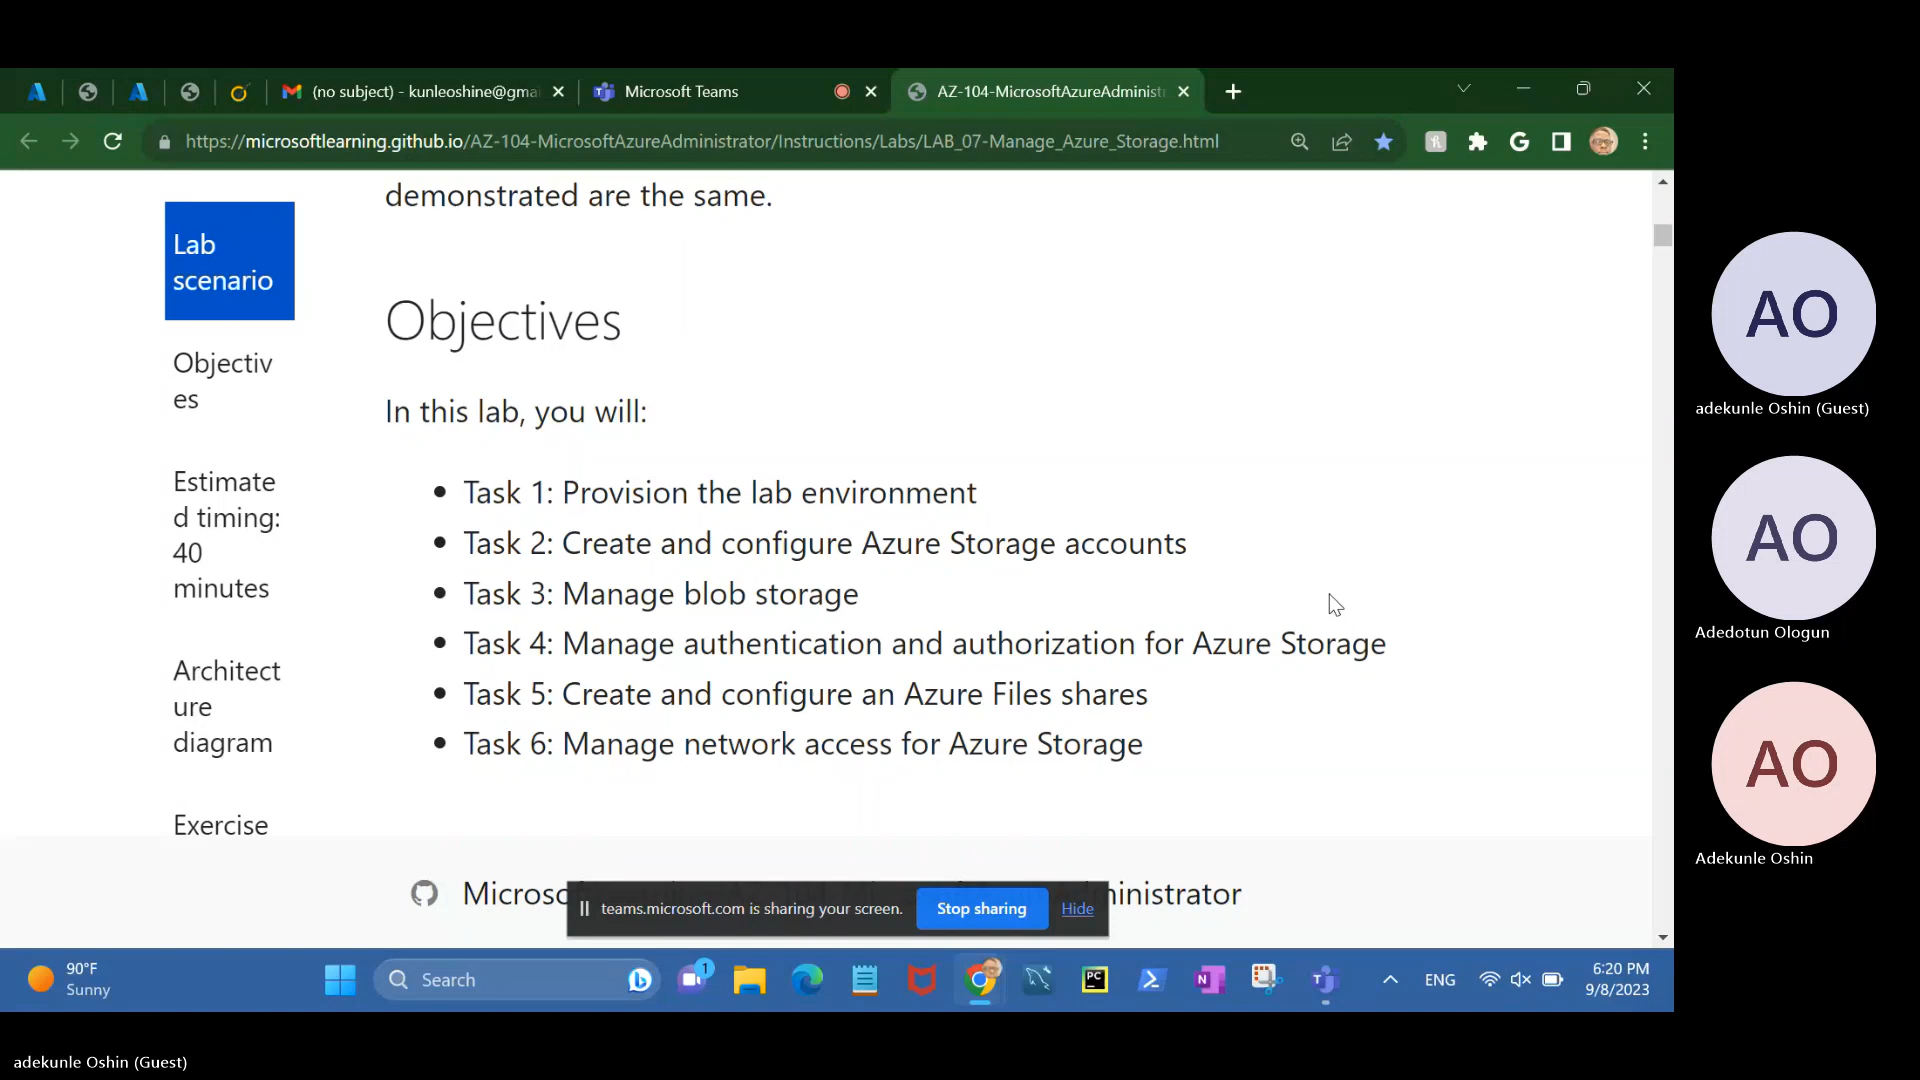 (no subject) - kunleoshine@gma
Microsoft Teams
AZ-104-MicrosoftAzureAdministr
https://microsoftlearning.github.io/AZ-104-MicrosoftAzureAdministrator/Instructions/Labs/LAB_07-Manage_Azure_Storage.html
demonstrated are the same.
Lab
scenario
Objectiv
es
Estimate
d timing:
40
minutes
Architect
ure
diagram
Exercise
Objectives
In this lab, you will:
• Task 1: Provision the lab environment
• Task 2: Create and configure Azure Storage accounts
• Task 3: Manage blob storage
• Task 4: Manage authentication and authorization for Azure Storage
• Task 5: Create and configure an Azure Files shares
• Task 6: Manage network access for Azure Storage
Microso
ninistrator
teams.microsoft.com is sharing your screen.
Stop sharing
Hide
90°F
Sunny
Search
1
PC
N
T
ENG
6:20 PM
9/8/2023
AO
adekunle Oshin (Guest)
AO
Adedotun Ologun
AO
Adekunle Oshin
adekunle Oshin (Guest)